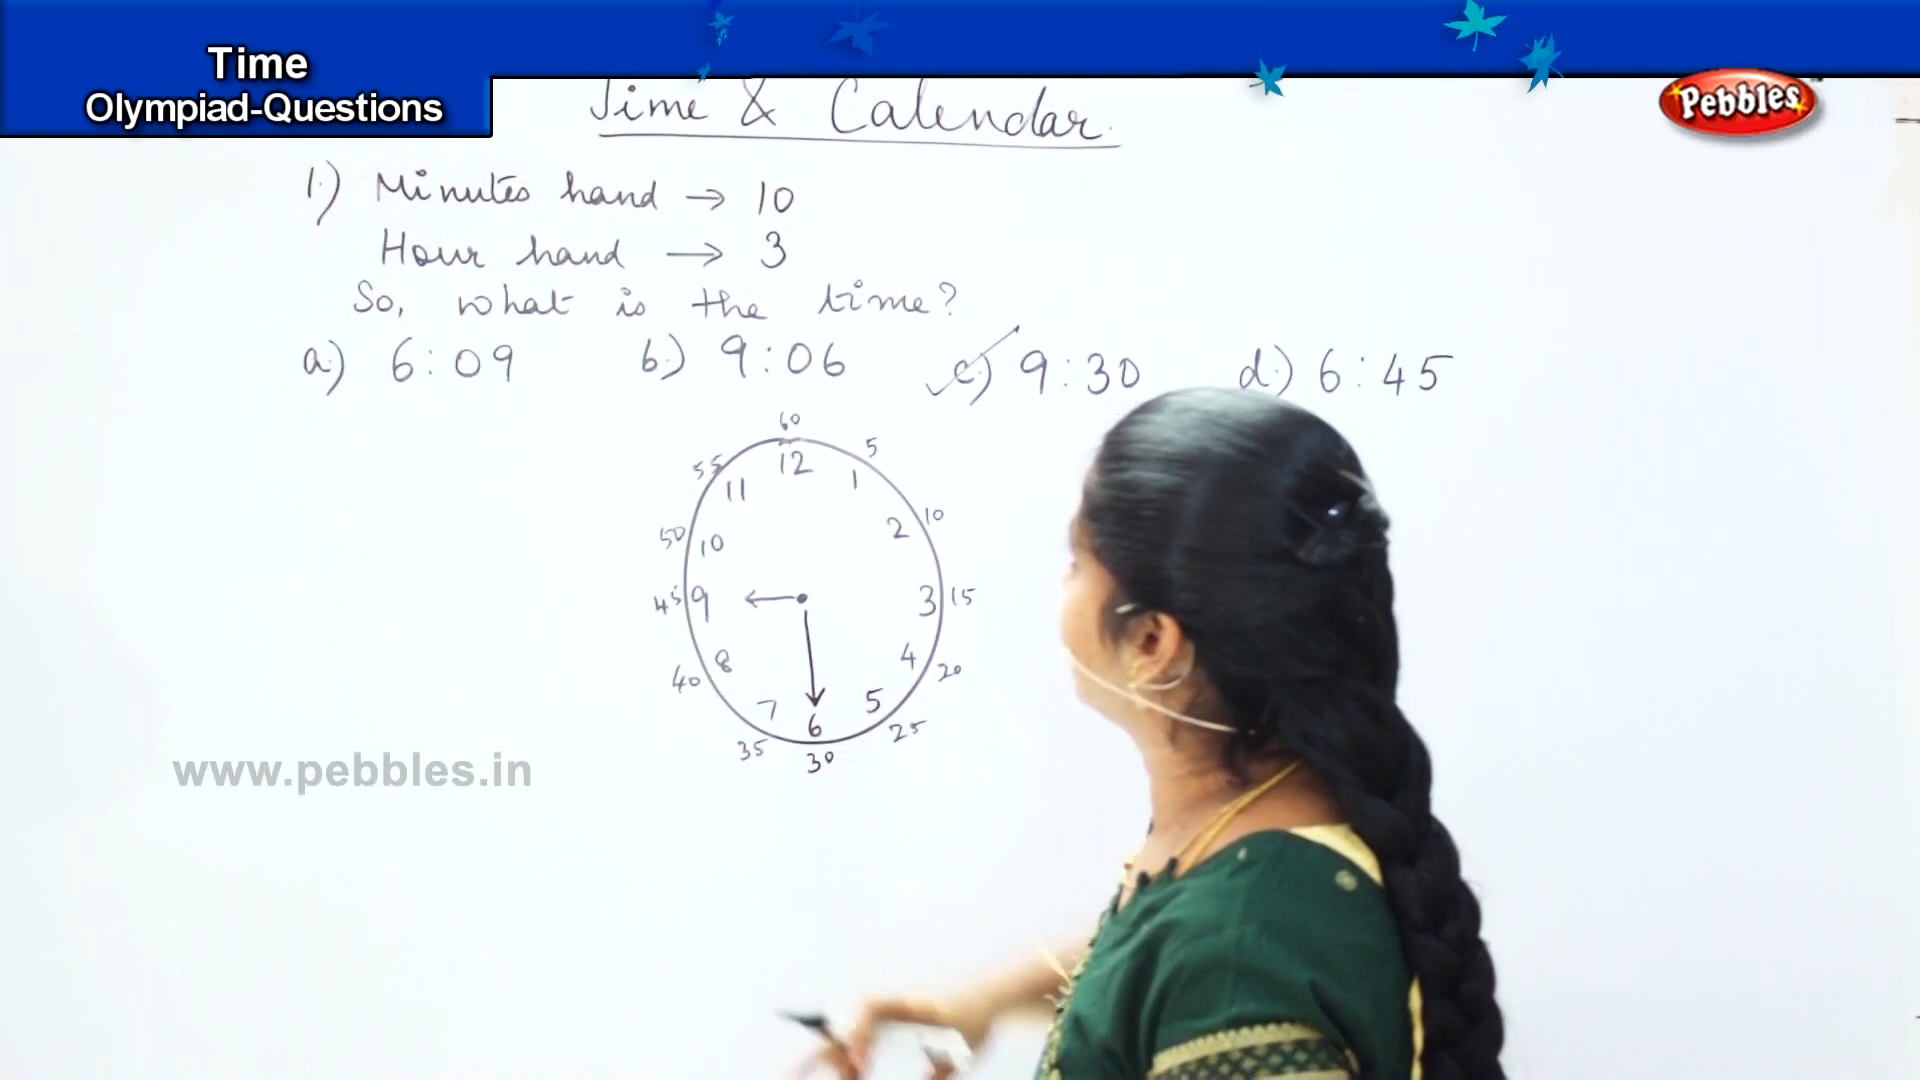 Time
Olympiad-Questions
Pebbles
Time & Calendar.
1.) Minutes hand → 10
Hour hand → 3
So, what is the time?
a.) 6:09 b.) 9:06 c.) 9:30 d.) 6:45
60
55 5
12
11 1
50 10
10 2
45 9 3 15
8 4
40 20
7 5
6
35 25
30
www.pebbles.in